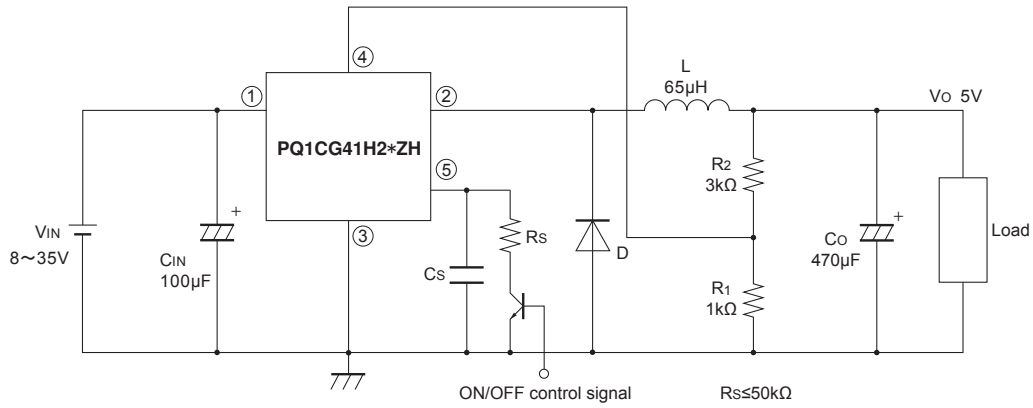 ④
L
65μH
①
②
VO 5V
PQ1CG41H2*ZH
⑤
R2
3kΩ
VIN
8~35V
+
CIN
100μF
③
RS
CS
D
+
CO
470μF
Load
R1
1kΩ
ON/OFF control signal
RS≤50kΩ